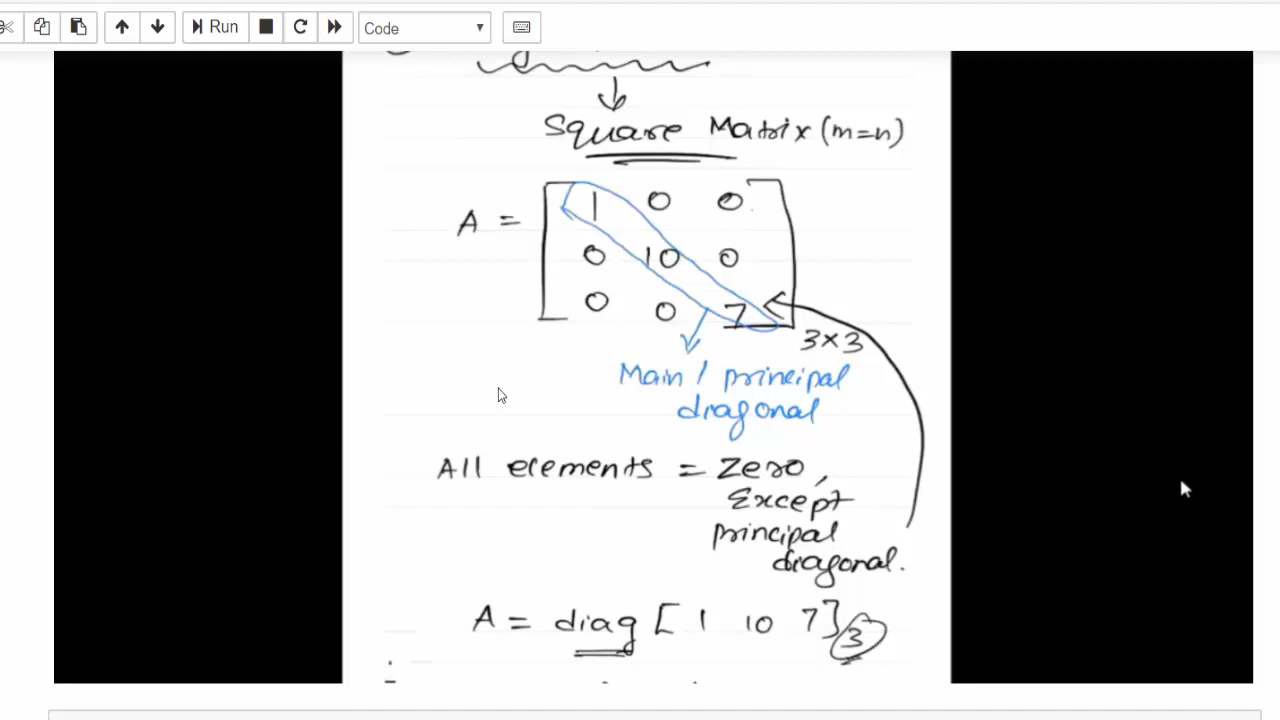 Run
Code
Square Matrix (m=n)
A = [ 1 0 0
0 10 0
0 0 7 ] 3×3
Main / principal
diagonal
All elements = Zero,
Except
principal
diagonal.
A = diag [ 1 10 7 ] 3